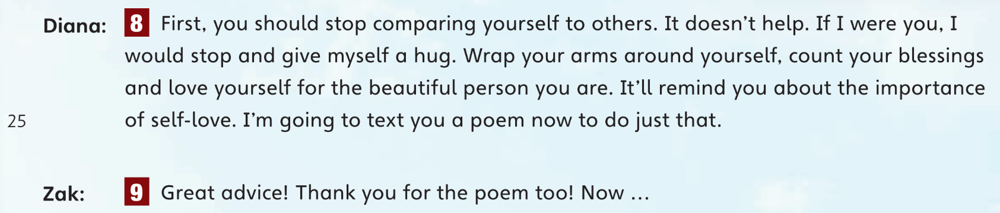 Diana: 8 First, you should stop comparing yourself to others. It doesn't help. If I were you, I
would stop and give myself a hug. Wrap your arms around yourself, count your blessings
and love yourself for the beautiful person you are. It'll remind you about the importance
25 of self-love. I'm going to text you a poem now to do just that.
Zak: 9 Great advice! Thank you for the poem too! Now ...